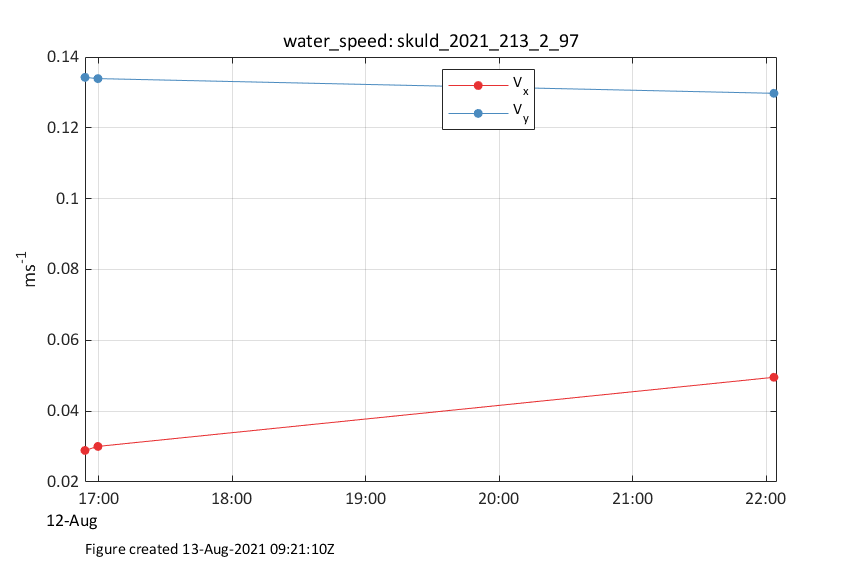 water_speed: skuld_2021_213_2_97
0.14
0.12
0.1
0.08
0.06
0.04
0.02
ms-1
Vx
Vy
17:00 18:00 19:00 20:00 21:00 22:00
12-Aug
Figure created 13-Aug-2021 09:21:10Z